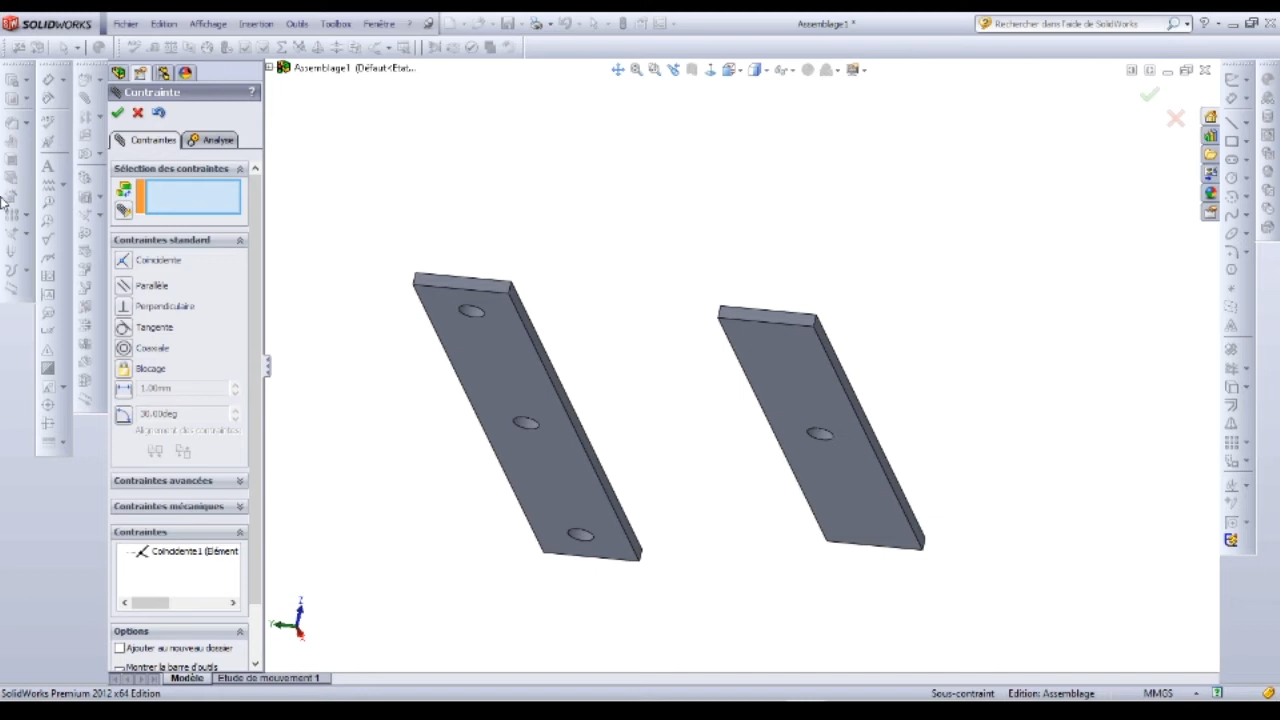 SOLIDWORKS Fichier Edition Affichage Insertion Outils Toolbox Fenêtre ? Assemblage1 * Rechercher dans l'aide de SolidWorks ?
Assemblage1 (Défaut<Etat...
Contrainte ?
Contraintes Analyse
Sélection des contraintes
Contraintes standard
Coïncidente
Parallèle
Perpendiculaire
Tangente
Coaxiale
Blocage
1.00mm
30.00deg
Alignement des contraintes:
Contraintes avancées
Contraintes mécaniques
Contraintes
Coïncidente1 (Elément
Options
Ajouter au nouveau dossier
Montrer la barre d'outils
Modèle Etude de mouvement 1
Z
Y
X
SolidWorks Premium 2012 x64 Edition Sous-contraint Edition: Assemblage MMGS ?